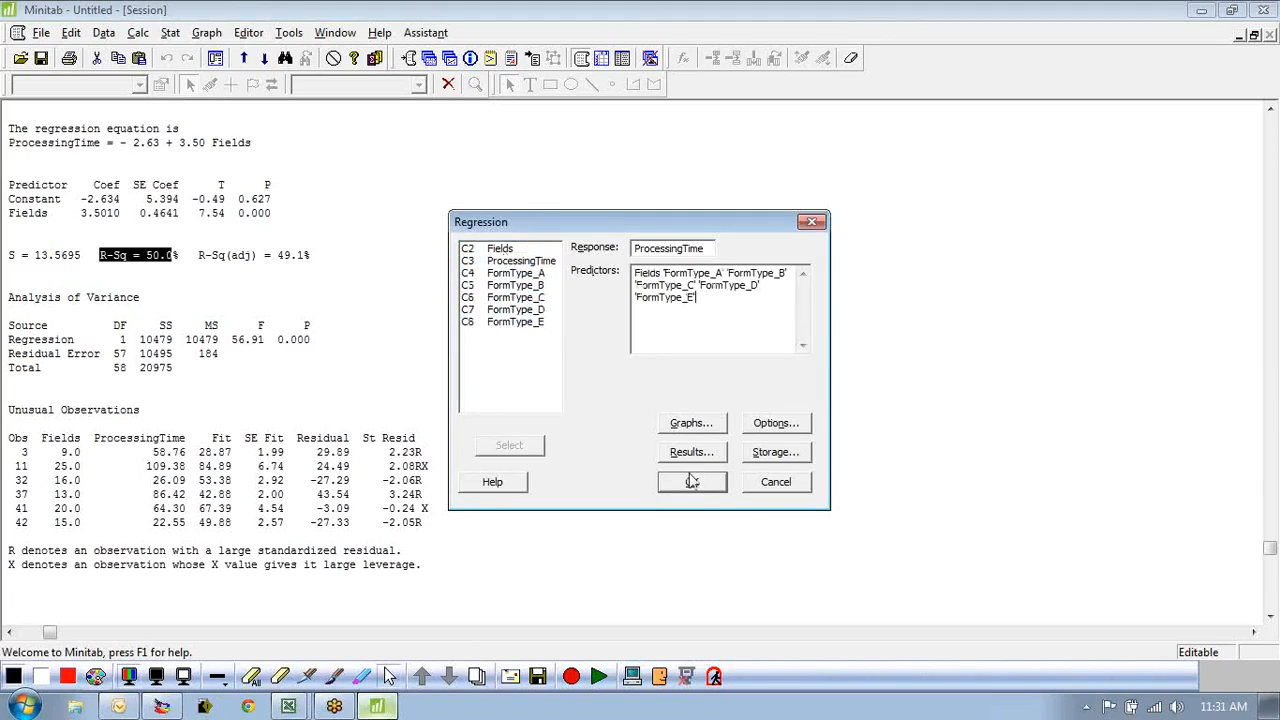 Minitab - Untitled - [Session]
File Edit Data Calc Stat Graph Editor Tools Window Help Assistant
The regression equation is
ProcessingTime = - 2.63 + 3.50 Fields
Predictor Coef SE Coef T P
Constant -2.634 5.394 -0.49 0.627
Fields 3.5010 0.4641 7.54 0.000
S = 13.5695 R-Sq = 50.0% R-Sq(adj) = 49.1%
Analysis of Variance
Source DF SS MS F P
Regression 1 10479 10479 56.91 0.000
Residual Error 57 10495 184
Total 58 20975
Unusual Observations
Obs Fields ProcessingTime Fit SE Fit Residual St Resid
3 9.0 58.76 28.87 1.99 29.89 2.23R
11 25.0 109.38 84.89 6.74 24.49 2.08RX
32 16.0 26.09 53.38 2.92 -27.29 -2.06R
37 13.0 86.42 42.88 2.00 43.54 3.24R
41 20.0 64.30 67.39 4.54 -3.09 -0.24 X
42 15.0 22.55 49.88 2.57 -27.33 -2.05R
R denotes an observation with a large standardized residual.
X denotes an observation whose X value gives it large leverage.
Regression
C2 Fields
C3 ProcessingTime
C4 FormType_A
C5 FormType_B
C6 FormType_C
C7 FormType_D
C8 FormType_E
Response: ProcessingTime
Predictors: Fields 'FormType_A' 'FormType_B'
'FormType_C' 'FormType_D'
'FormType_E'
Graphs... Options...
Select
Results... Storage...
Help Cancel
Welcome to Minitab, press F1 for help. Editable
11:31 AM